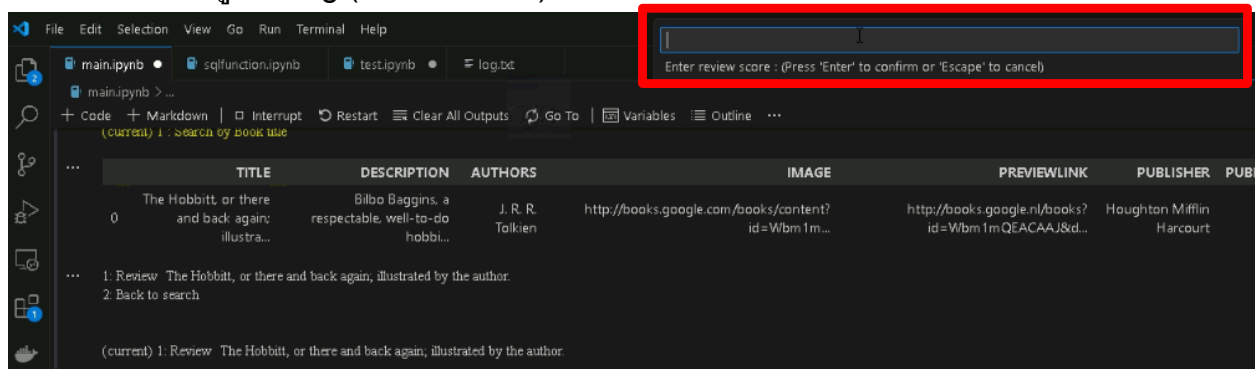 File Edit Selection View Go Run Terminal Help
main.ipynb ● sqlfunction.ipynb test.ipynb ● log.txt
Enter review score : (Press 'Enter' to confirm or 'Escape' to cancel)
main.ipynb > ...
+ Code + Markdown | Interrupt Restart Clear All Outputs Go To | Variables Outline ...
(current) 1 : Search by Book title
... TITLE DESCRIPTION AUTHORS IMAGE PREVIEWLINK PUBLISHER PUBI
The Hobbitt, or there Bilbo Baggins, a
0 and back again; respectable, well-to-do J. R. R. http://books.google.com/books/content? http://books.google.nl/books? Houghton Mifflin
illustra... hobbi... Tolkien id=Wbm1m... id=Wbm1mQEACAAJ&d... Harcourt
... 1: Review The Hobbitt, or there and back again; illustrated by the author.
2: Back to search
(current) 1: Review The Hobbitt, or there and back again; illustrated by the author.
2
1